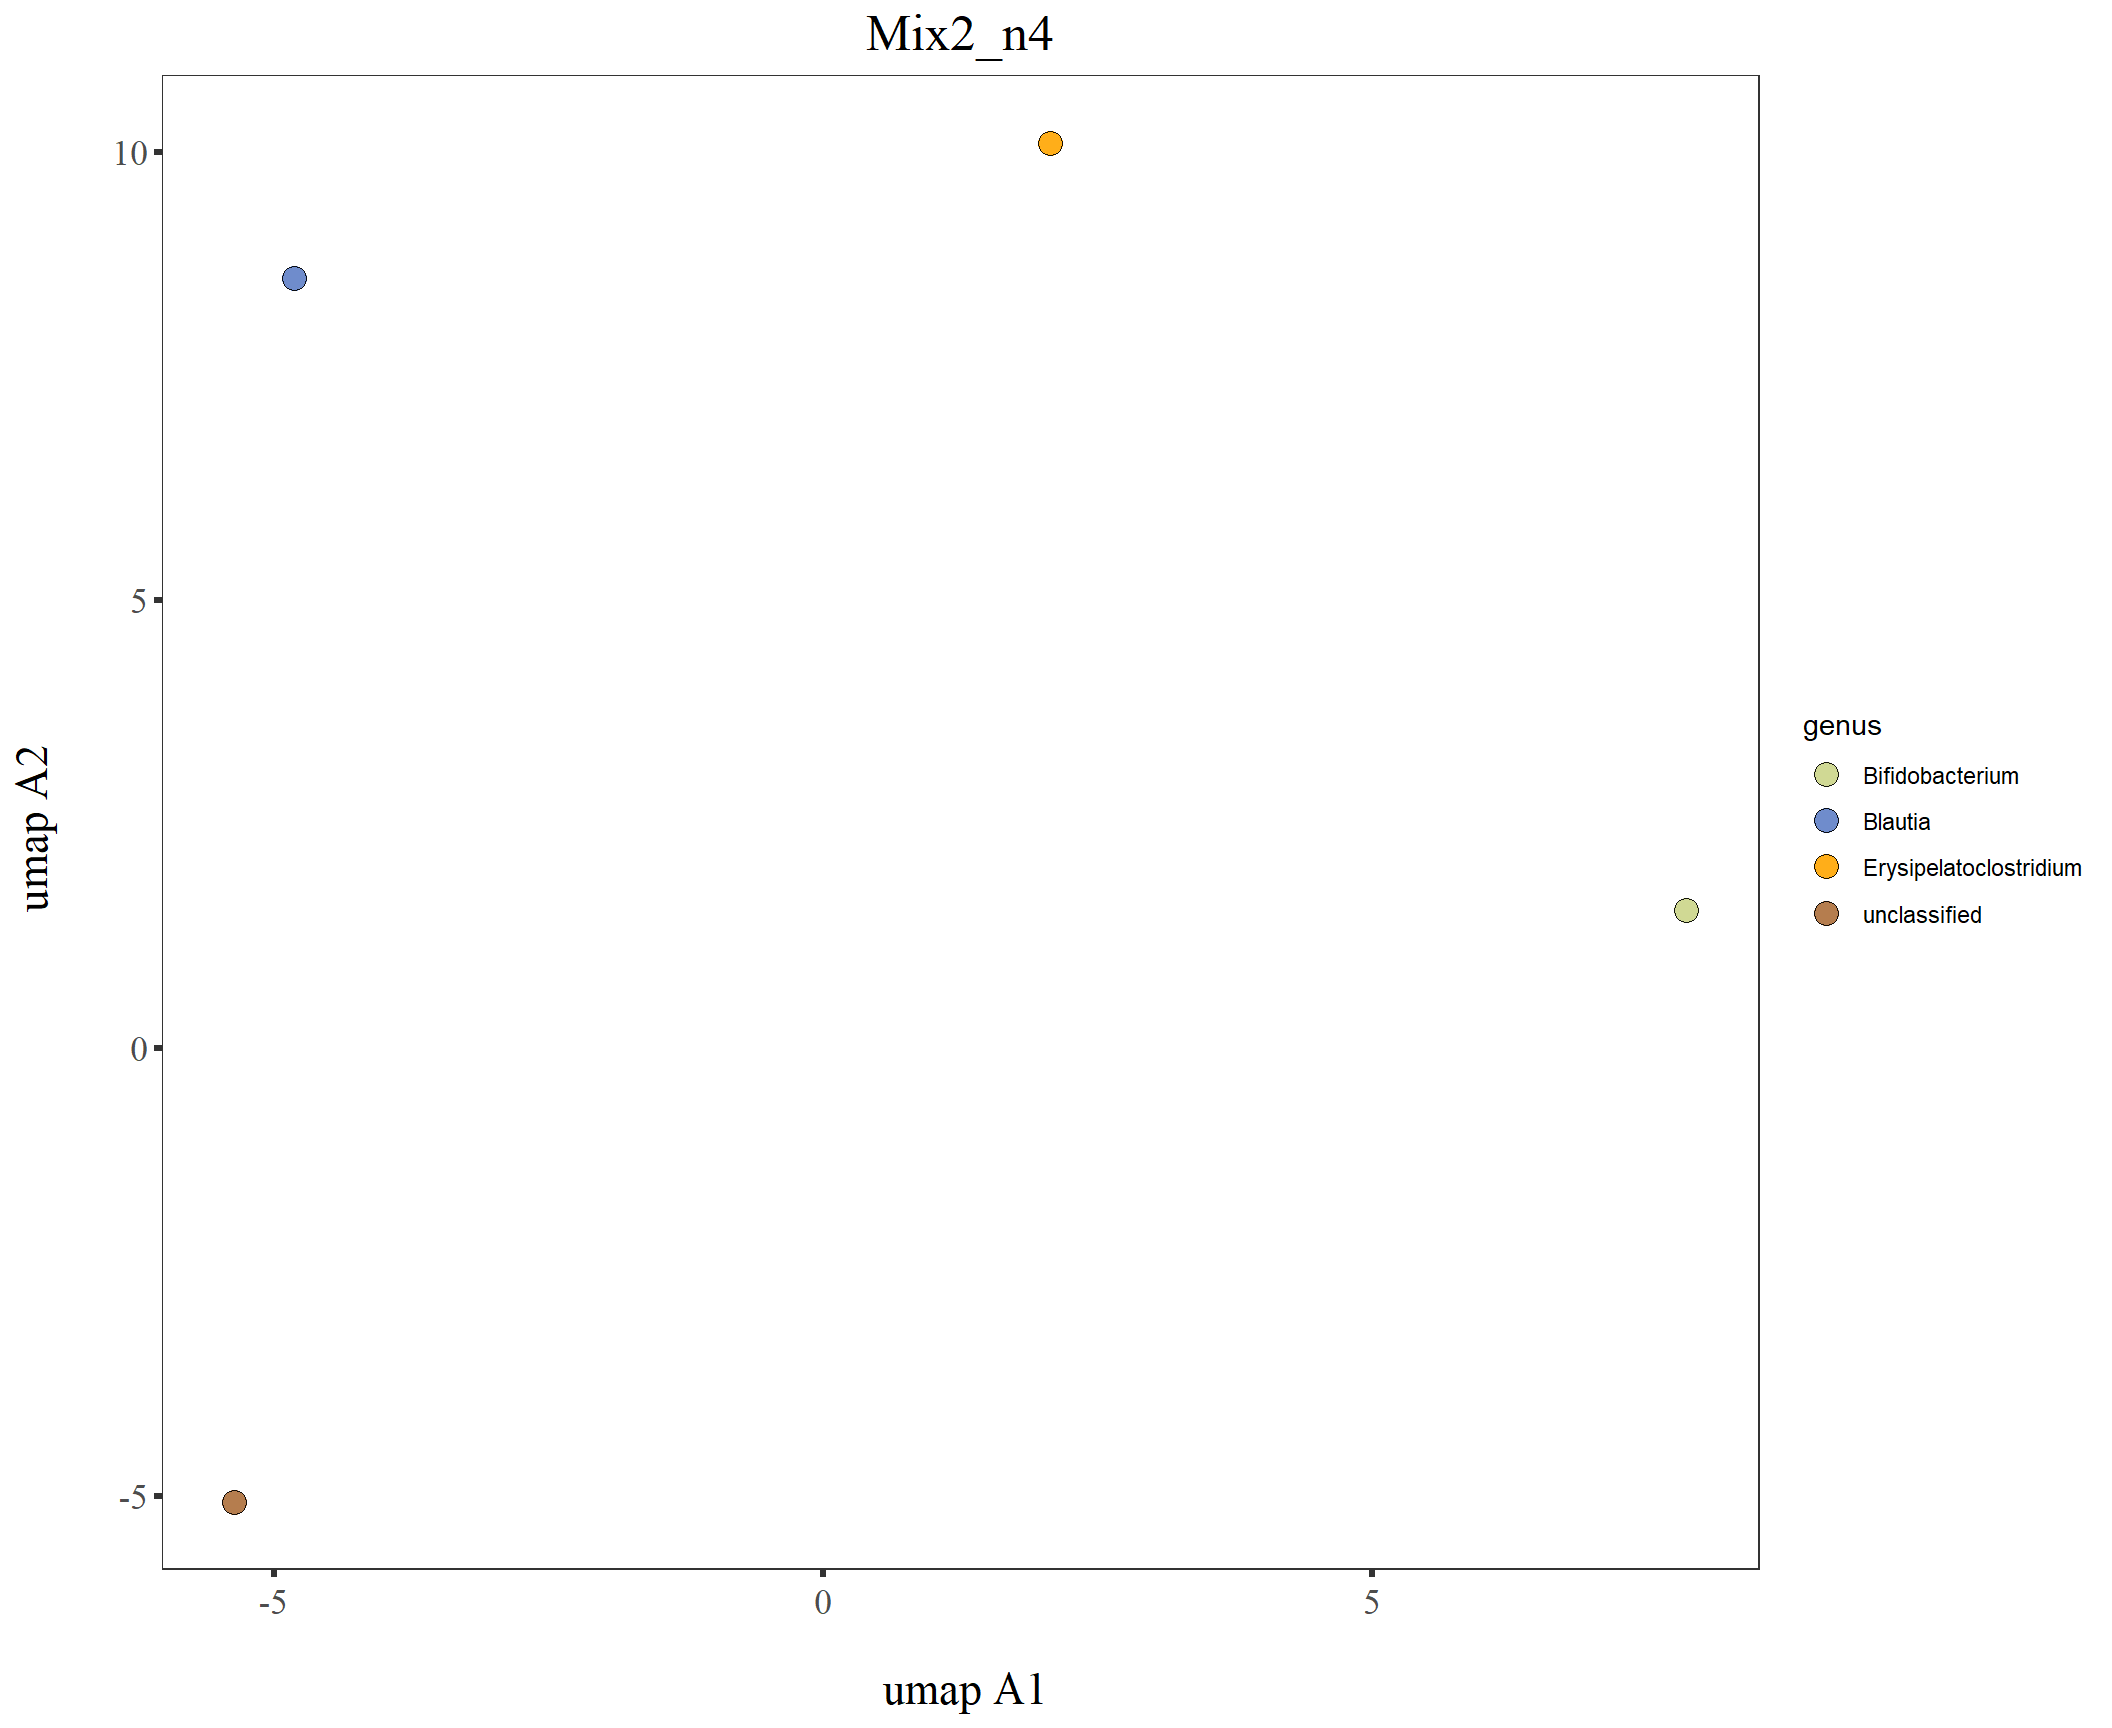 Mix2_n4
10
5
0
-5
umap A2
-5
0
5
umap A1
genus
Bifidobacterium
Blautia
Erysipelatoclostridium
unclassified